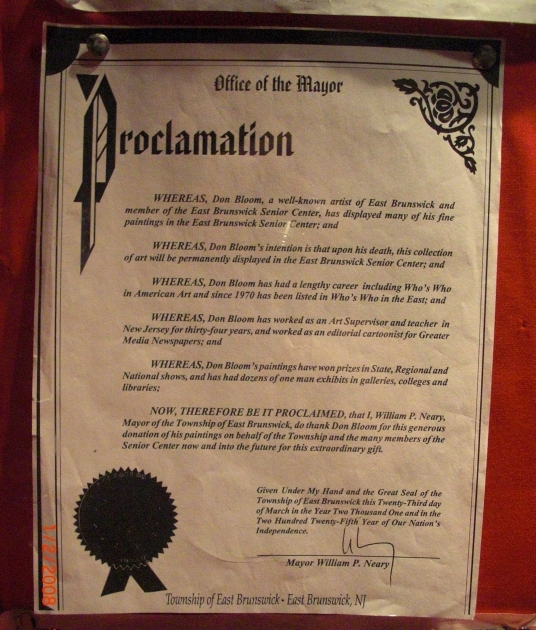 Office of the Mayor
Proclamation
WHEREAS, Don Bloom, a well-known artist of East Brunswick and
member of the East Brunswick Senior Center, has displayed many of his fine
paintings in the East Brunswick Senior Center; and
WHEREAS, Don Bloom's intention is that upon his death, this collection
of art will be permanently displayed in the East Brunswick Senior Center; and
WHEREAS, Don Bloom has had a lengthy career including Who's Who
in American Art and since 1970 has been listed in Who's Who in the East; and
WHEREAS, Don Bloom has worked as an Art Supervisor and teacher in
New Jersey for thirty-four years, and worked as an editorial cartoonist for Greater
Media Newspapers; and
WHEREAS, Don Bloom's paintings have won prizes in State, Regional and
National shows, and has had dozens of one man exhibits in galleries, colleges and
libraries;
NOW, THEREFORE BE IT PROCLAIMED, that I, William P. Neary,
Mayor of the Township of East Brunswick, do thank Don Bloom for this generous
donation of his paintings on behalf of the Township and the many members of the
Senior Center now and into the future for this extraordinary gift.
Given Under My Hand and the Great Seal of the
Township of East Brunswick this Twenty-Third day
of March in the Year Two Thousand One and in the
Two Hundred Twenty-Fifth Year of Our Nation's
Independence.
Mayor William P. Neary
Township of East Brunswick • East Brunswick, NJ
1/2/2008